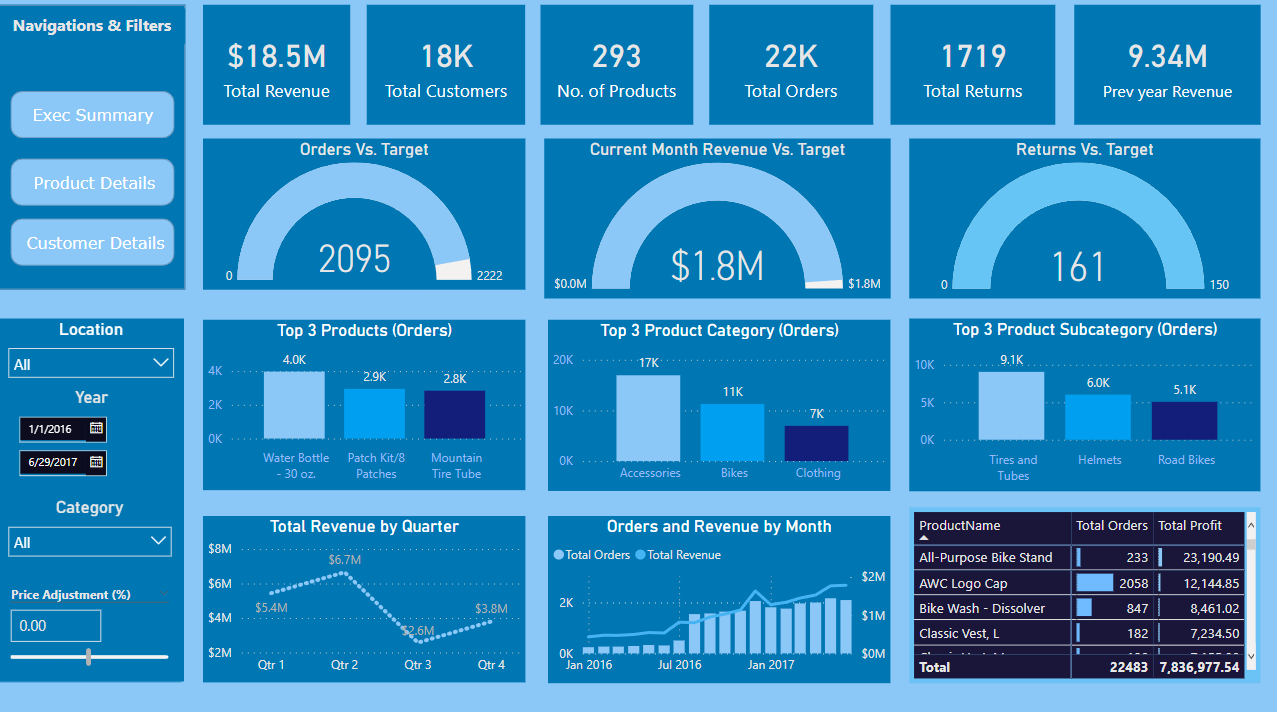 Navigations & Filters
Exec Summary
Product Details
Customer Details
$18.5M
Total Revenue
18K
Total Customers
293
No. of Products
22K
Total Orders
1719
Total Returns
9.34M
Prev year Revenue
Orders Vs. Target
2095
0
2222
Current Month Revenue Vs. Target
$1.8M
$0.0M
$1.8M
Returns Vs. Target
161
0
150
Location
All
Year
1/1/2016
6/29/2017
Category
All
Price Adjustment (%)
0.00
Top 3 Products (Orders)
4K
2K
0K
4.0K
2.9K
2.8K
Water Bottle
- 30 oz.
Patch Kit/8
Patches
Mountain
Tire Tube
Top 3 Product Category (Orders)
20K
10K
0K
17K
11K
7K
Accessories
Bikes
Clothing
Top 3 Product Subcategory (Orders)
10K
5K
0K
9.1K
6.0K
5.1K
Tires and
Tubes
Helmets
Road Bikes
Total Revenue by Quarter
$8M
$6M
$4M
$2M
$5.4M
$6.7M
$2.6M
$3.8M
Qtr 1
Qtr 2
Qtr 3
Qtr 4
Orders and Revenue by Month
Total Orders
Total Revenue
2K
0K
$2M
$1M
$0M
Jan 2016
Jul 2016
Jan 2017
ProductName Total Orders Total Profit
All-Purpose Bike Stand 233 23,190.49
AWC Logo Cap 2058 12,144.85
Bike Wash - Dissolver 847 8,461.02
Classic Vest, L 182 7,234.50
Total 22483 7,836,977.54